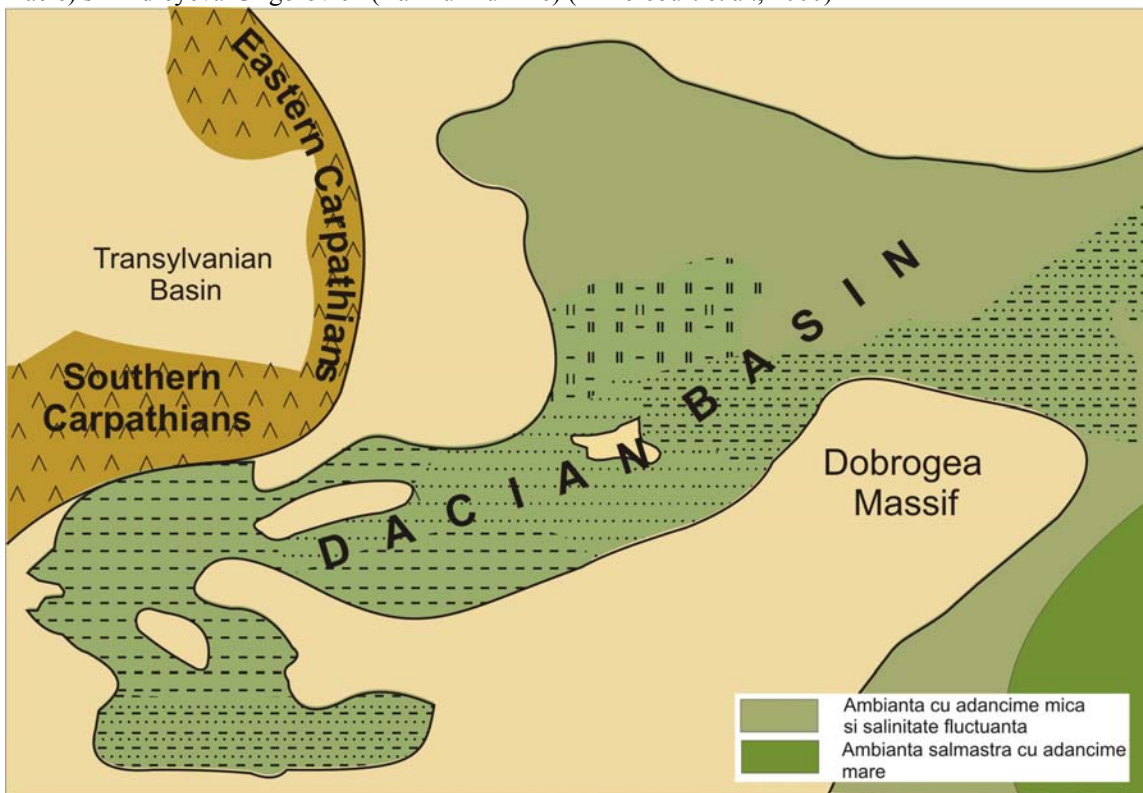 Eastern Carpathians
Transylvanian
Basin
Southern
Carpathians
DACIAN BASIN
Dobrogea
Massif
Ambianta cu adancime mica
si salinitate fluctuanta
Ambianta salmastra cu adancime
mare